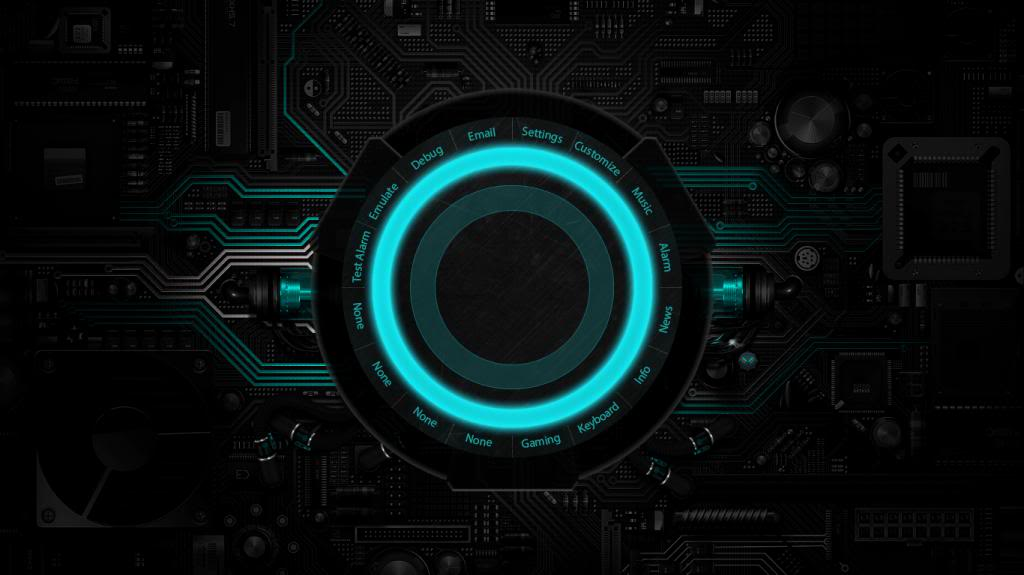 Settings
Customize
Music
Alarm
News
Info
Keyboard
Gaming
None
None
None
None
Test Alarm
Emulate
Debug
Email